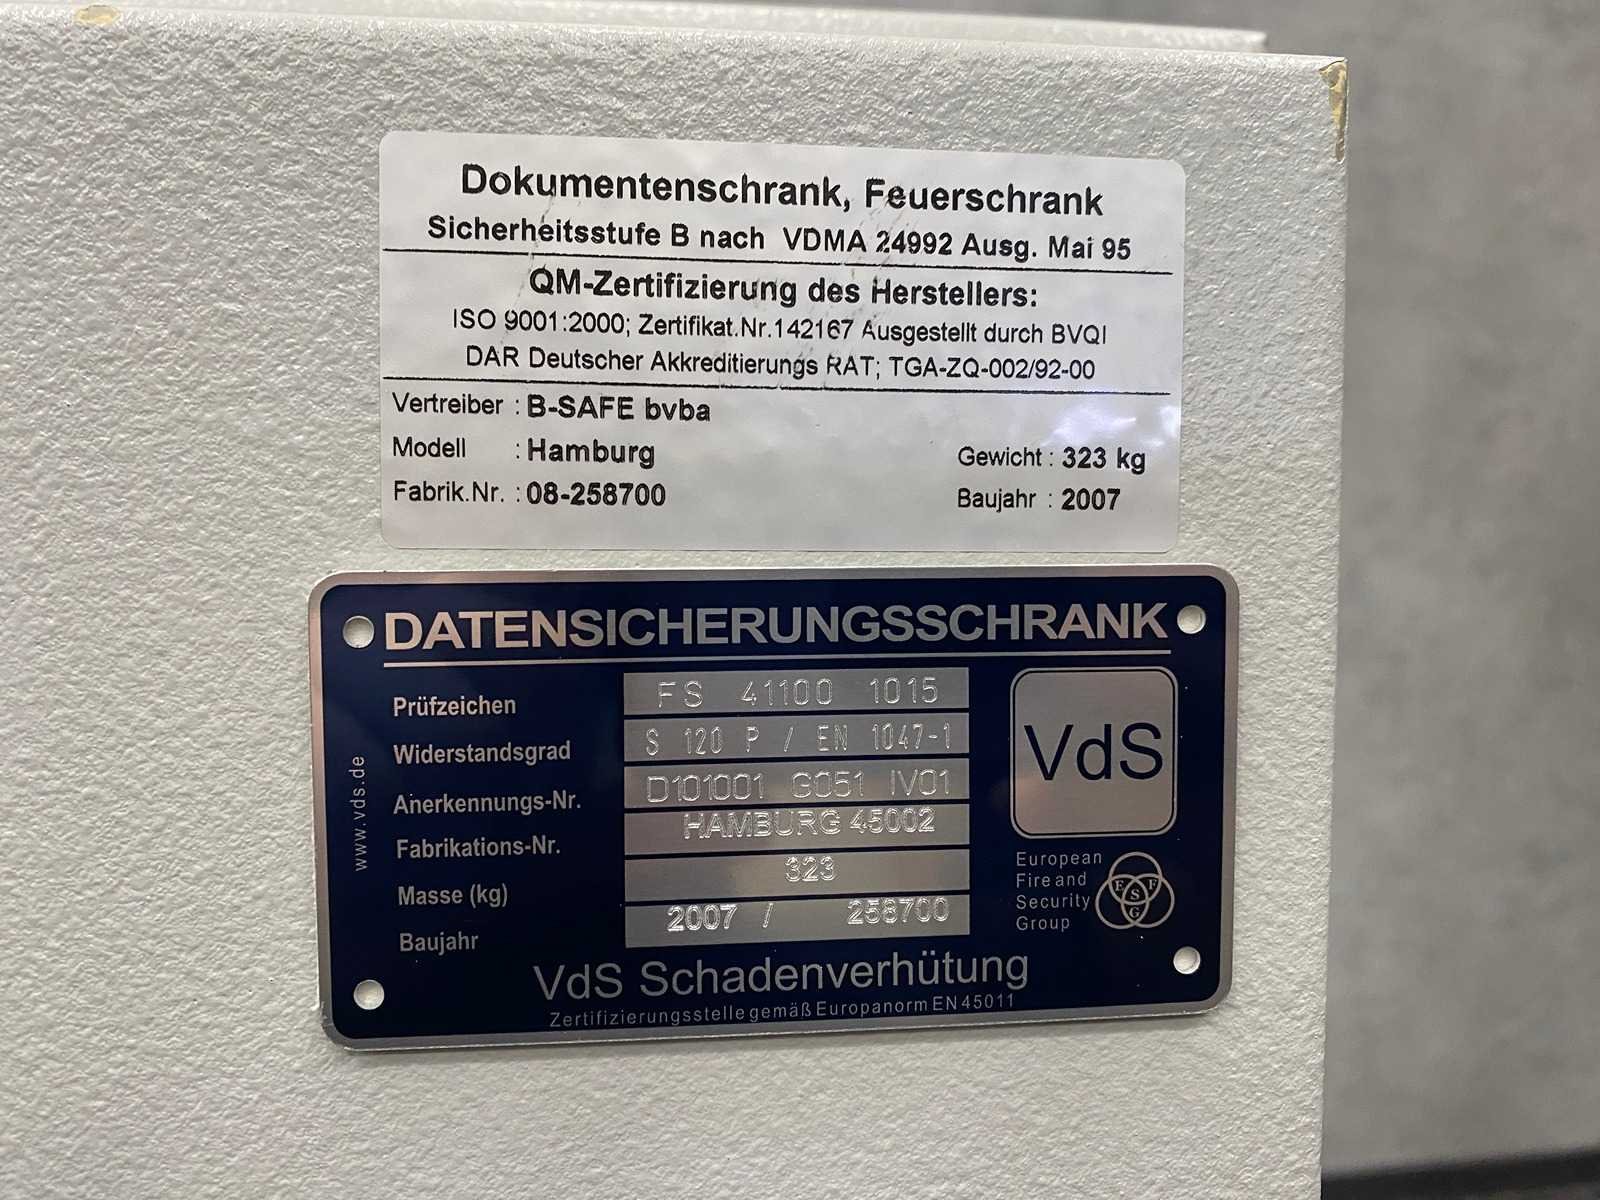 Dokumentenschrank, Feuerschrank
Sicherheitsstufe B nach VDMA 24992 Ausg. Mai 95
QM-Zertifizierung des Herstellers:
ISO 9001:2000; Zertifikat.Nr.142167 Ausgestellt durch BVQI
DAR Deutscher Akkreditierungs RAT; TGA-ZQ-002/92-00
Vertreiber : B-SAFE bvba
Modell : Hamburg
Gewicht : 323 kg
Fabrik.Nr. : 08-258700
Baujahr : 2007
DATENSICHERUNGSSCHRANK
Prüfzeichen FS 41100 1015
Widerstandsgrad S 120 P / EN 1047-1
Anerkennungs-Nr. D101001 G051 IV01
Fabrikations-Nr. HAMBURG 45002
Masse (kg) 323
Baujahr 2007 / 258700
www.vds.de
VdS
European
Fire and
Security
Group
E F
S
G
VdS Schadenverhütung
Zertifizierungsstelle gemäß Europanorm EN 45011